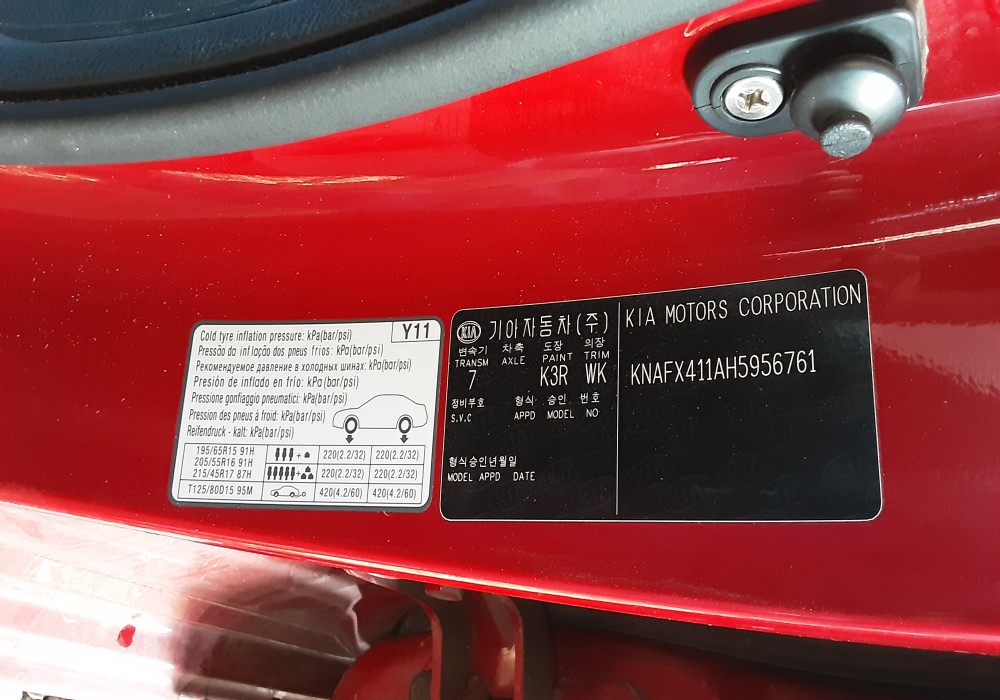 Y11
Cold tyre inflation pressure: kPa(bar/psi)
Pressão da inflação dos pneus frios: kPa(bar/psi)
Рекомендуемое давление в холодных шинах: kPa(bar/psi)
Presión de inflado en frío: kPa(bar/psi)
Pressione gonfiaggio pneumatici: kPa(bar/psi)
Pression des pneus à froid: kPa(bar/psi)
Reifendruck - kalt: kPa(bar/psi)
195/65R15 91H
205/55R16 91H
215/45R17 87H
+
220(2.2/32) 220(2.2/32)
+
220(2.2/32) 220(2.2/32)
T125/80D15 95M 420(4.2/60) 420(4.2/60)
KIA 기아자동차(주)
변속기 차축 도장 의장
TRANSM AXLE PAINT TRIM
7 K3R WK
정비부호 형식 승인 번호
S.V.C APPD MODEL NO
형식승인년월일
MODEL APPD DATE
KIA MOTORS CORPORATION
KNAFX411AH5956761